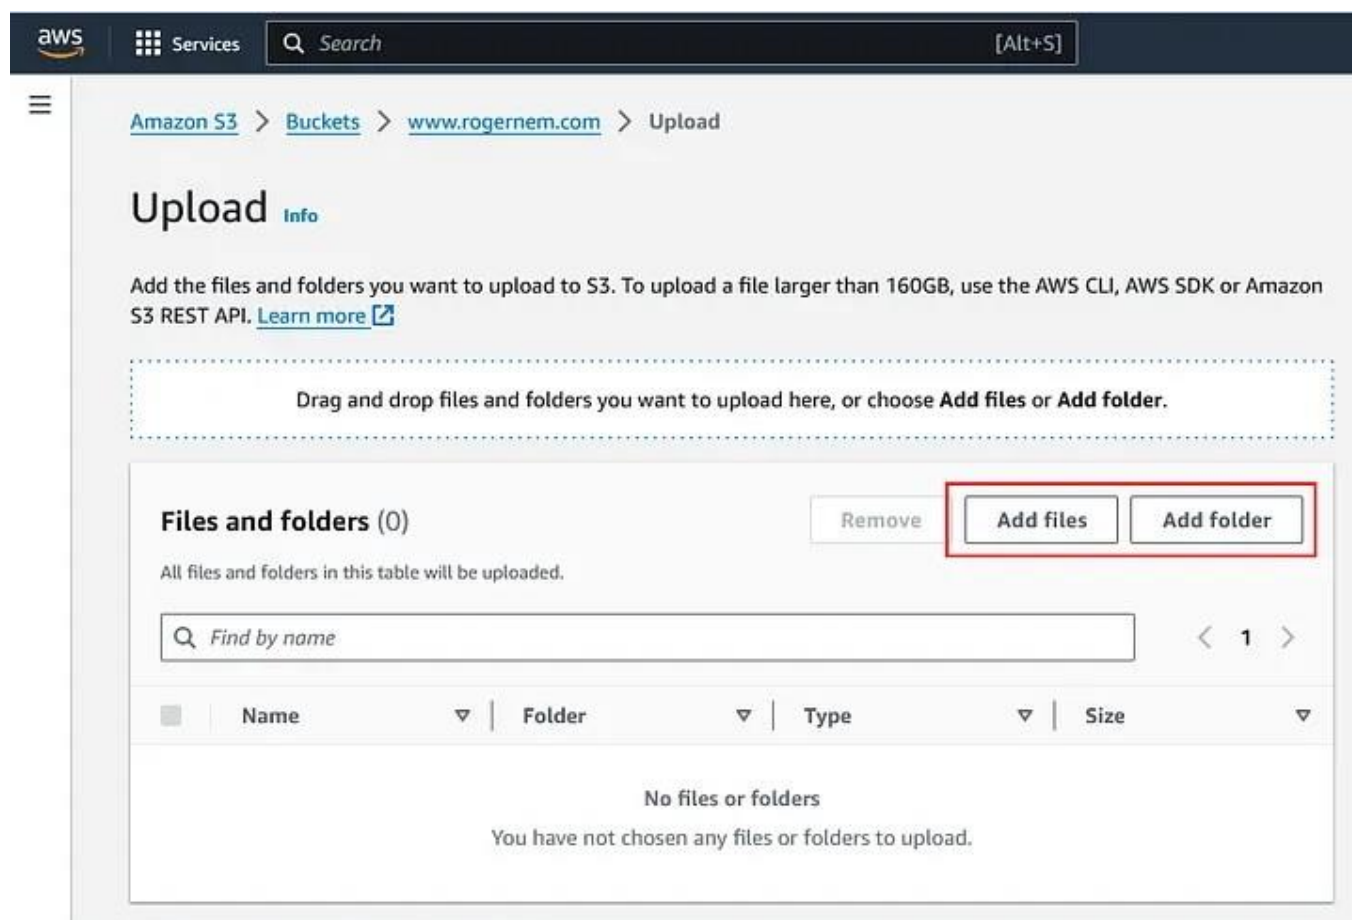 aws Services Search [Alt+S]
Amazon S3 > Buckets > www.rogernem.com > Upload
Upload Info
Add the files and folders you want to upload to S3. To upload a file larger than 160GB, use the AWS CLI, AWS SDK or Amazon
S3 REST API. Learn more
Drag and drop files and folders you want to upload here, or choose Add files or Add folder.
Files and folders (0) Remove Add files Add folder
All files and folders in this table will be uploaded.
Find by name < 1 >
Name Folder Type Size
No files or folders
You have not chosen any files or folders to upload.